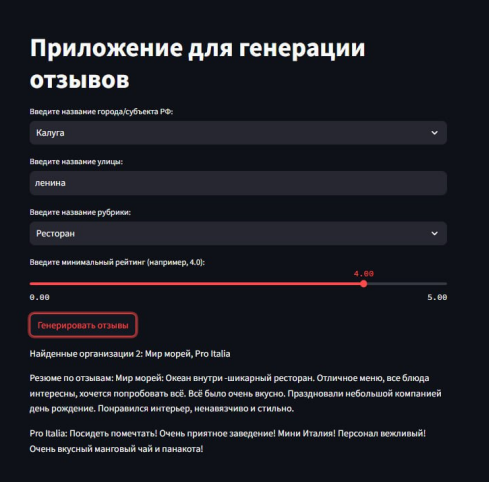 Приложение для генерации
отзывов
Введите название города/субъекта РФ:
Калуга
Введите название улицы:
ленина
Введите название рубрики:
Ресторан
Введите минимальный рейтинг (например, 4.0):
4.00
0.00 5.00
Генерировать отзывы
Найденные организации 2: Мир морей, Pro Italia
Резюме по отзывам: Мир морей: Океан внутри -шикарный ресторан. Отличное меню, все блюда
интересны, хочется попробовать всё. Всё было очень вкусно. Праздновали небольшой компанией
день рождение. Понравился интерьер, ненавязчиво и стильно.
Pro Italia: Посидеть помечтать! Очень приятное заведение! Мини Италия! Персонал вежливый!
Очень вкусный манговый чай и панакота!